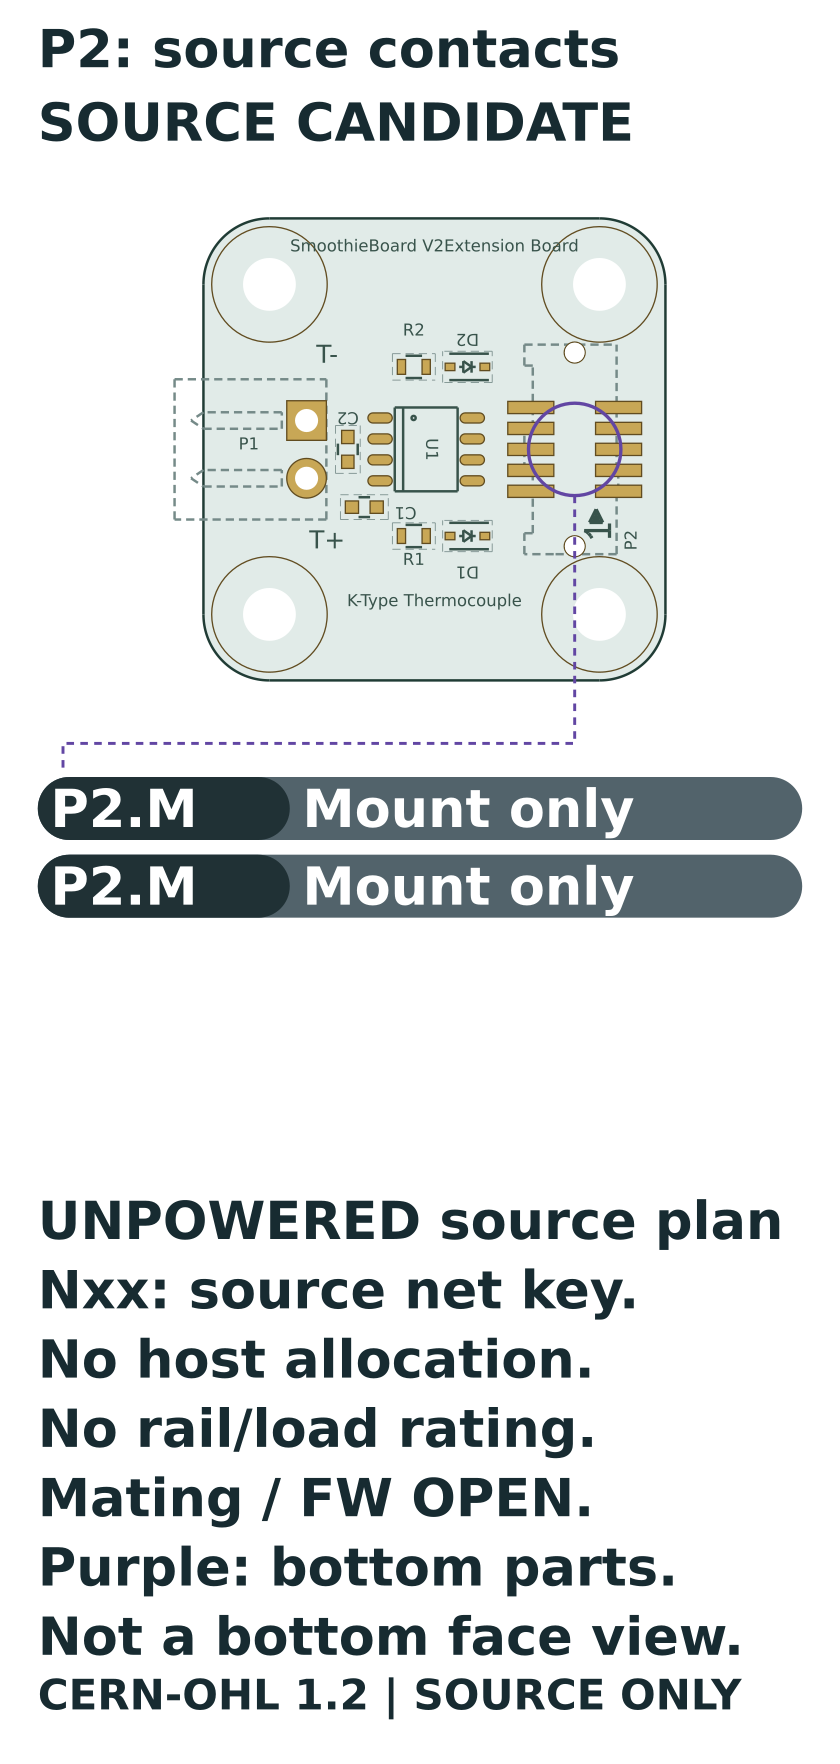 P2: source contacts
SOURCE CANDIDATE
SmoothieBoard V2Extension Board
R2
D2
T-
C2
P1
U1
C1
T+
R1
D1
1
P2
K-Type Thermocouple
P2.M Mount only
P2.M Mount only
UNPOWERED source plan
Nxx: source net key.
No host allocation.
No rail/load rating.
Mating / FW OPEN.
Purple: bottom parts.
Not a bottom face view.
CERN-OHL 1.2 | SOURCE ONLY